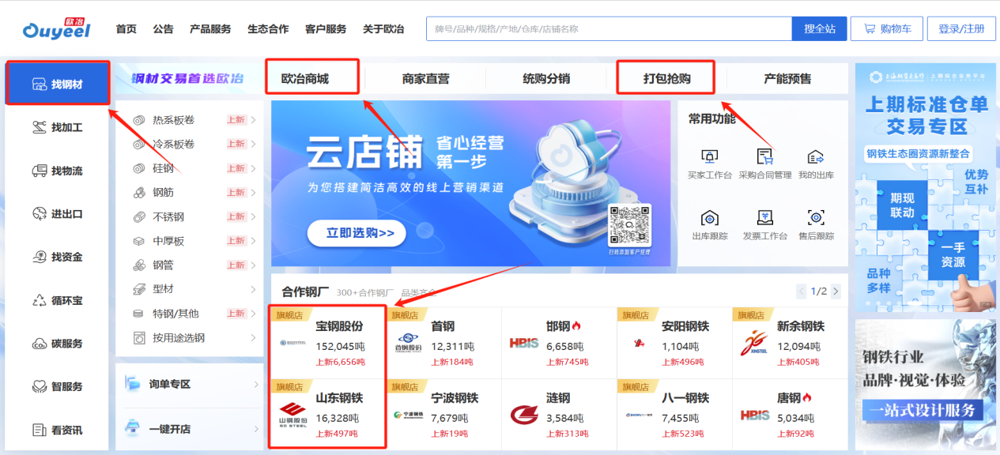 欧冶
Ouyeel
首页
公告
产品服务
生态合作
客户服务
关于欧冶
牌号/品种/规格/产地/仓库/店铺名称
搜全站
购物车
登录/注册
找钢材
找加工
找物流
进出口
找资金
循环宝
碳服务
智服务
看资讯
钢材交易首选欧冶
欧冶商城
商家直营
统购分销
打包抢购
产能预售
热系板卷 上新
冷系板卷 上新
硅钢 上新
钢筋 上新
不锈钢 上新
中厚板 上新
钢管 上新
型材
特钢/其他 上新
按用途选钢
询单专区
一键开店
云店铺
省心经营
第一步
为您搭建简洁高效的线上营销渠道
立即选购>>
扫码添加客户经理
常用功能
买家工作台
采购合同管理
我的出库
出库跟踪
发票工作台
售后跟踪
合作钢厂
300+合作钢厂
品类齐全
1/2
旗舰店
宝钢股份
152,045吨
上新6,656吨
旗舰店
首钢
首钢股份
12,311吨
上新184吨
邯钢
HBIS
6,658吨
上新745吨
旗舰店
安阳钢铁
1,104吨
上新496吨
旗舰店
新余钢铁
XINSTEEL
12,094吨
上新405吨
旗舰店
山东钢铁
山钢股份
SD STEEL
16,328吨
上新497吨
旗舰店
宁波钢铁
宁波钢铁
7,679吨
上新19吨
涟钢
3,584吨
上新313吨
旗舰店
八一钢铁
7,455吨
上新523吨
唐钢
HBIS
5,034吨
上新92吨
上期标准仓单
交易专区
钢铁生态圈资源新整合
优势
互补
期现
联动
一手
资源
品种
多样
钢铁行业
品牌·视觉·体验
一站式设计服务